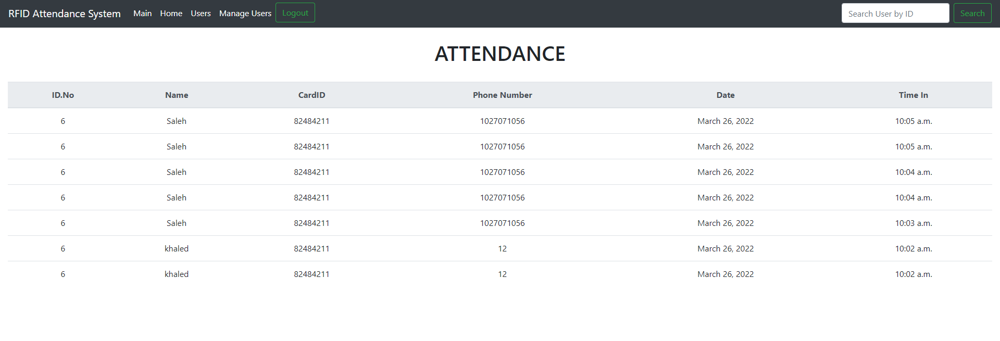 RFID Attendance System Main Home Users Manage Users Logout Search User by ID Search
ATTENDANCE
ID.No Name CardID Phone Number Date Time In
6 Saleh 82484211 1027071056 March 26, 2022 10:05 a.m.
6 Saleh 82484211 1027071056 March 26, 2022 10:05 a.m.
6 Saleh 82484211 1027071056 March 26, 2022 10:04 a.m.
6 Saleh 82484211 1027071056 March 26, 2022 10:04 a.m.
6 Saleh 82484211 1027071056 March 26, 2022 10:03 a.m.
6 khaled 82484211 12 March 26, 2022 10:02 a.m.
6 khaled 82484211 12 March 26, 2022 10:02 a.m.